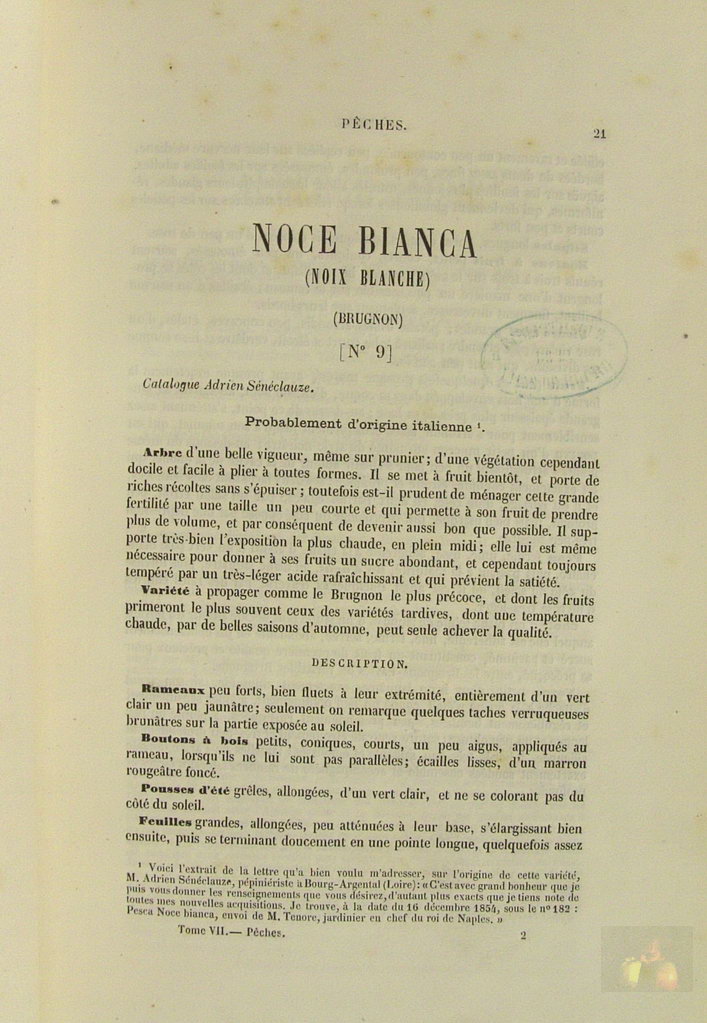 PÊCHES.
21
NOCE BIANCA
(NOIX BLANCHE)
(BRUGNON)
[N° 9]
Catalogue Adrien Sénéclauze.
Probablement d'origine italienne ¹.
Arbre d'une belle vigueur, même sur prunier; d'une végétation cependant
docile et facile à plier à toutes formes. Il se met à fruit bientôt, et porte de
riches récoltes sans s'épuiser; toutefois est-il prudent de ménager cette grande
fertilité par une taille un peu courte et qui permette à son fruit de prendre
plus de volume, et par conséquent de devenir aussi bon que possible. Il sup-
porte très-bien l'exposition la plus chaude, en plein midi; elle lui est même
nécessaire pour donner à ses fruits un sucre abondant, et cependant toujours
tempéré par un très-léger acide rafraîchissant et qui prévient la satiété.
Variété à propager comme le Brugnon le plus précoce, et dont les fruits
primeront le plus souvent ceux des variétés tardives, dont une température
chaude, par de belles saisons d'automne, peut seule achever la qualité.
DESCRIPTION.
Rameaux peu forts, bien fluets à leur extrémité, entièrement d'un vert
clair un peu jaunâtre; seulement on remarque quelques taches verruqueuses
brunâtres sur la partie exposée au soleil.
Boutons à bois petits, coniques, courts, un peu aigus, appliqués au
rameau, lorsqu'ils ne lui sont pas parallèles; écailles lisses, d'un marron
rougeâtre foncé.
Pousses d'été grêles, allongées, d'un vert clair, et ne se colorant pas du
côté du soleil.
Feuilles grandes, allongées, peu atténuées à leur base, s'élargissant bien
ensuite, puis se terminant doucement en une pointe longue, quelquefois assez
¹ Voici l'extrait de la lettre qu'a bien voulu m'adresser, sur l'origine de cette variété,
M. Adrien Sénéclauze, pépiniériste à Bourg-Argental (Loire): «C'est avec grand bonheur que je
puis vous donner les renseignements que vous désirez, d'autant plus exacts que je tiens note de
toutes mes nouvelles acquisitions. Je trouve, à la date du 16 décembre 1854, sous le n° 182 :
Pesca Noce bianca, envoi de M. Tenore, jardinier en chef du roi de Naples. »
Tome VII.— Pêches.
2